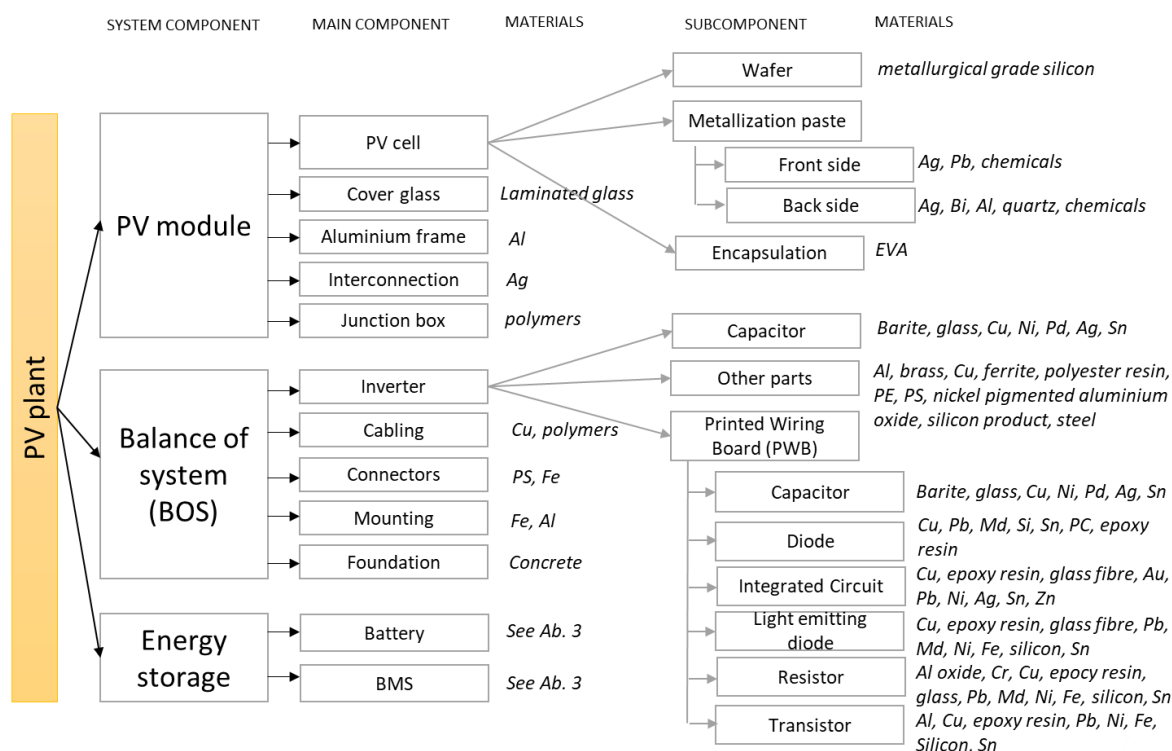 SYSTEM COMPONENT
MAIN COMPONENT
MATERIALS
SUBCOMPONENT
MATERIALS
PV plant
PV module
PV cell
Cover glass
Laminated glass
Aluminium frame
Al
Interconnection
Ag
Junction box
polymers
Wafer
metallurgical grade silicon
Metallization paste
Front side
Ag, Pb, chemicals
Back side
Ag, Bi, Al, quartz, chemicals
Encapsulation
EVA
Balance of
system
(BOS)
Inverter
Cabling
Cu, polymers
Connectors
PS, Fe
Mounting
Fe, Al
Foundation
Concrete
Capacitor
Barite, glass, Cu, Ni, Pd, Ag, Sn
Other parts
Al, brass, Cu, ferrite, polyester resin,
PE, PS, nickel pigmented aluminium
oxide, silicon product, steel
Printed Wiring
Board (PWB)
Capacitor
Barite, glass, Cu, Ni, Pd, Ag, Sn
Diode
Cu, Pb, Md, Si, Sn, PC, epoxy
resin
Integrated Circuit
Cu, epoxy resin, glass fibre, Au,
Pb, Ni, Ag, Sn, Zn
Light emitting
diode
Cu, epoxy resin, glass fibre, Pb,
Md, Ni, Fe, silicon, Sn
Resistor
Al oxide, Cr, Cu, epocy resin,
glass, Pb, Md, Ni, Fe, silicon, Sn
Transistor
Al, Cu, epoxy resin, Pb, Ni, Fe,
Silicon, Sn
Energy
storage
Battery
See Ab. 3
BMS
See Ab. 3